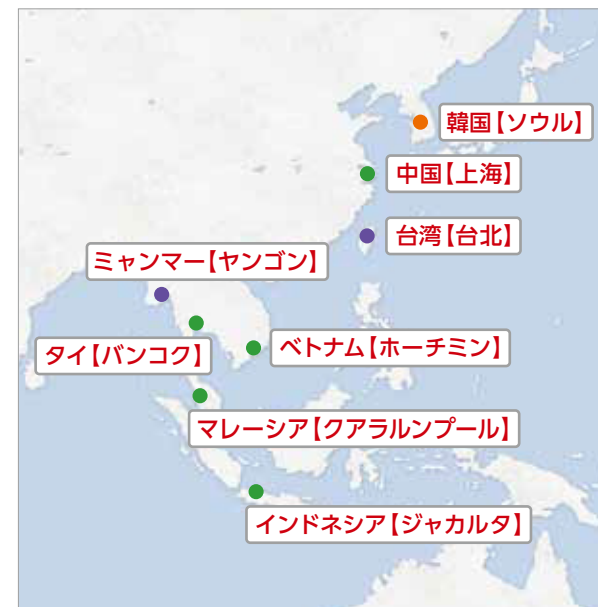 韓国【ソウル】
中国【上海】
台湾【台北】
ミャンマー【ヤンゴン】
タイ【バンコク】
ベトナム【ホーチミン】
マレーシア【クアラルンプール】
インドネシア【ジャカルタ】